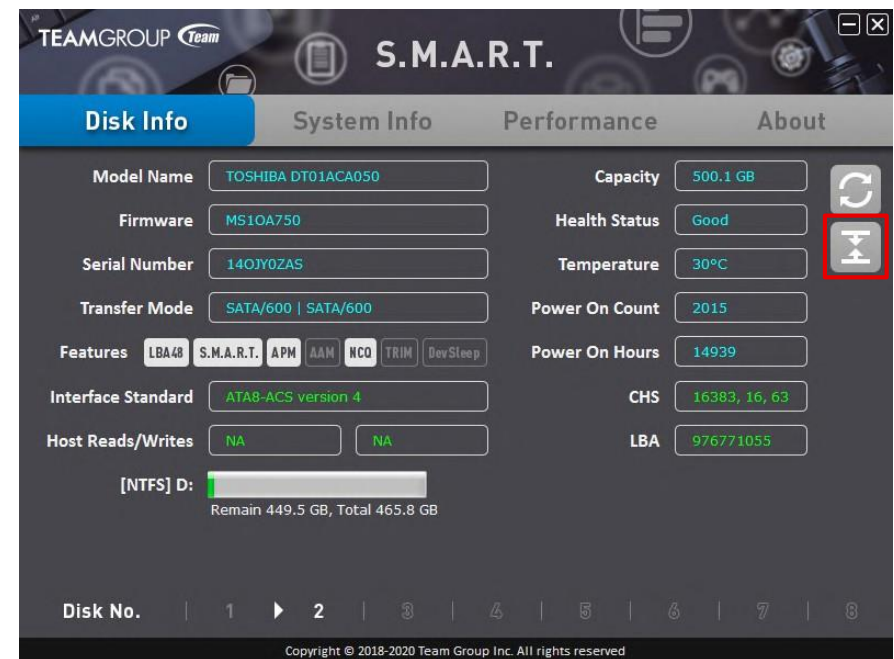 TEAMGROUP Team
S.M.A.R.T.
Disk Info System Info Performance About
Model Name TOSHIBA DT01ACA050 Capacity 500.1 GB
Firmware MS1OA750 Health Status Good
Serial Number 14OJY0ZAS Temperature 30°C
Transfer Mode SATA/600 | SATA/600 Power On Count 2015
Features LBA48 S.M.A.R.T. APM AAM NCQ TRIM DevSleep Power On Hours 14939
Interface Standard ATA8-ACS version 4 CHS 16383, 16, 63
Host Reads/Writes NA NA LBA 976771055
[NTFS] D:
Remain 449.5 GB, Total 465.8 GB
Disk No. | 1 2 | 3 | 4 | 5 | 6 | 7 | 8
Copyright © 2018-2020 Team Group Inc. All rights reserved